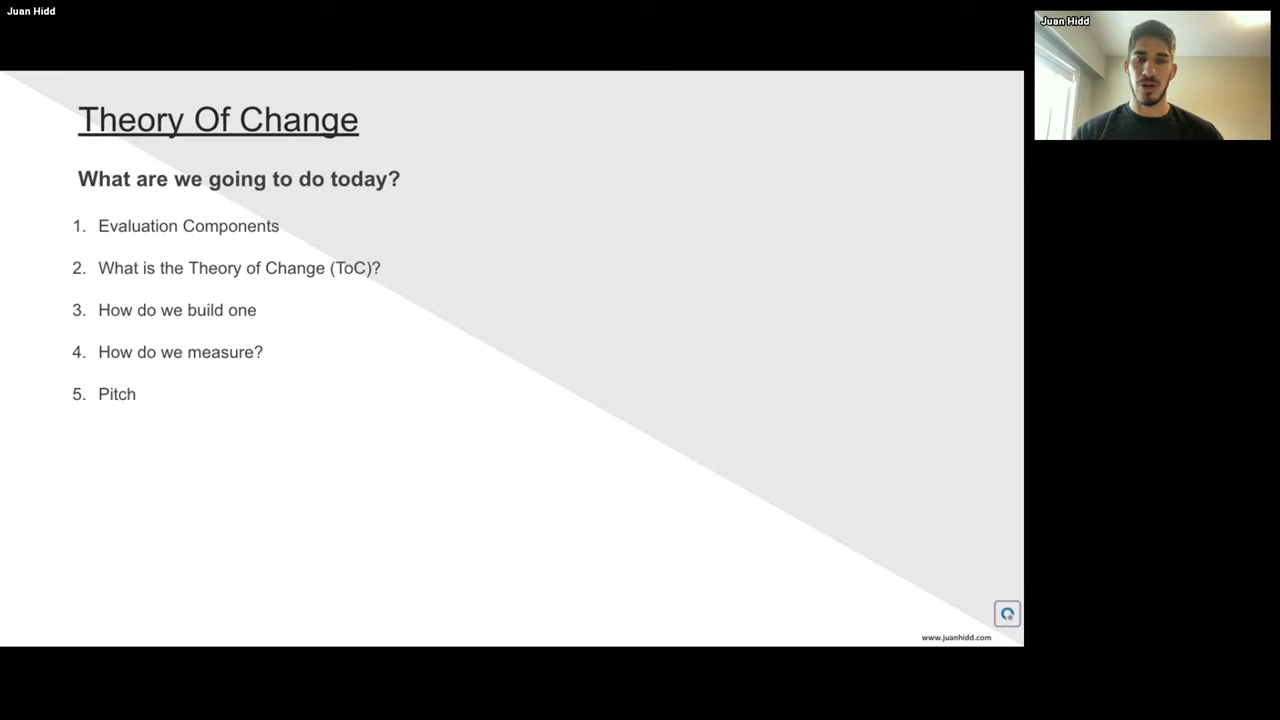 Juan Hidd
Juan Hidd
Theory Of Change
What are we going to do today?
1. Evaluation Components
2. What is the Theory of Change (ToC)?
3. How do we build one
4. How do we measure?
5. Pitch
www.juanhidd.com